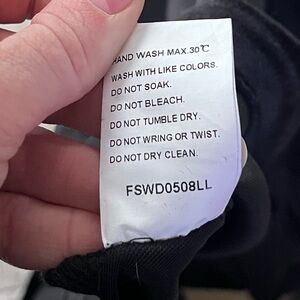 HAND WASH MAX.30℃
WASH WITH LIKE COLORS.
DO NOT SOAK.
DO NOT BLEACH.
DO NOT TUMBLE DRY.
DO NOT WRING OR TWIST.
DO NOT DRY CLEAN.
FSWD0508LL